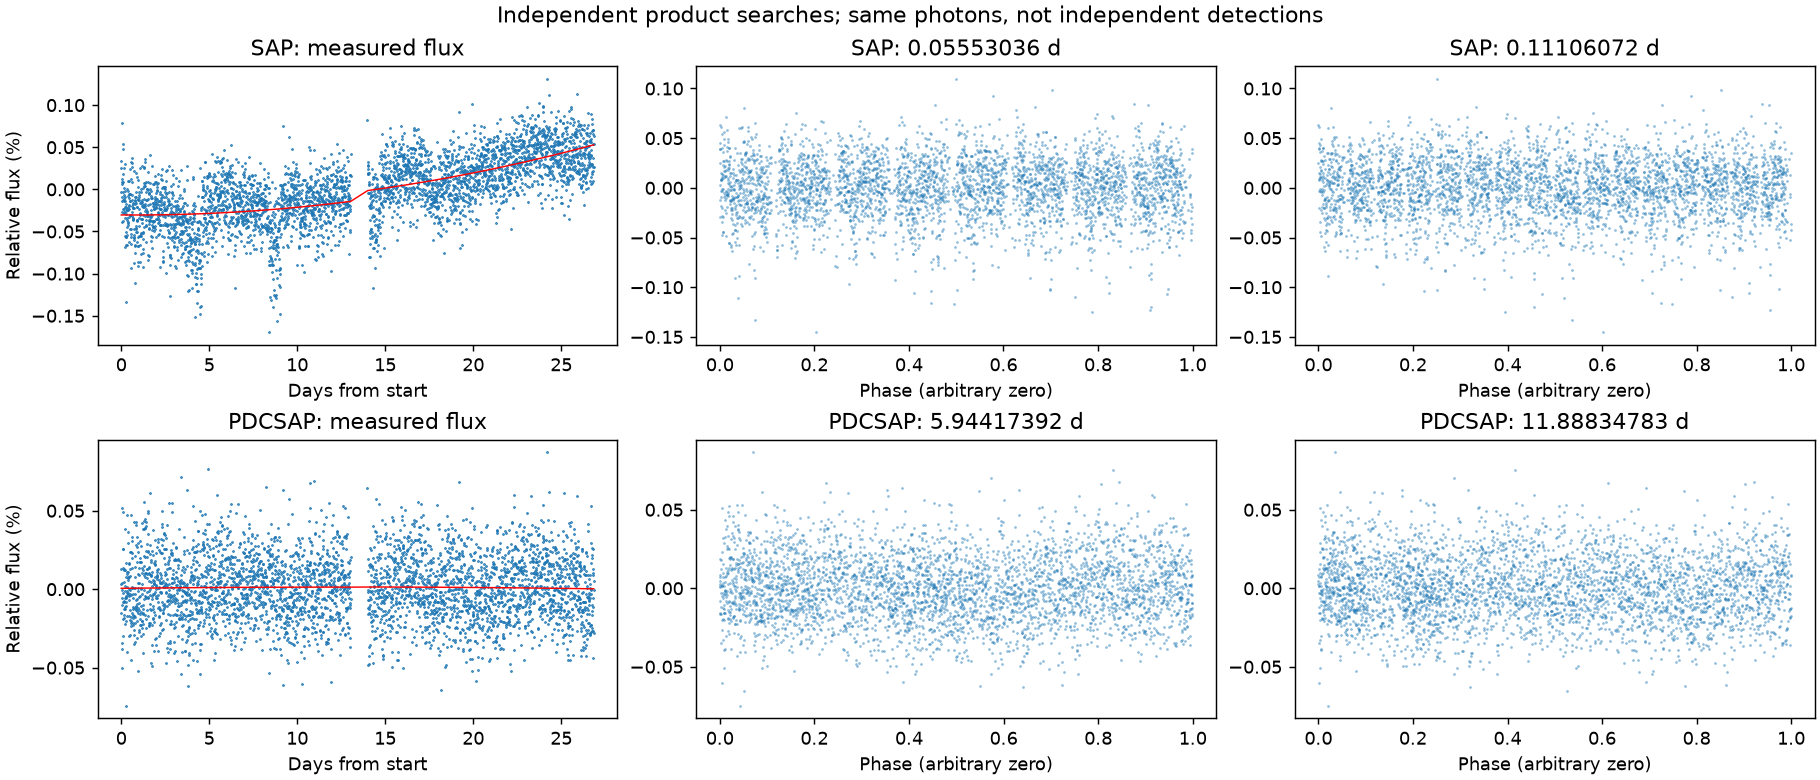 Independent product searches; same photons, not independent detections
SAP: measured flux
SAP: 0.05553036 d
SAP: 0.11106072 d
Relative flux (%)
0.10
0.05
0.00
−0.05
−0.10
−0.15
0 5 10 15 20 25
Days from start
0.10
0.05
0.00
−0.05
−0.10
−0.15
0.0 0.2 0.4 0.6 0.8 1.0
Phase (arbitrary zero)
0.10
0.05
0.00
−0.05
−0.10
−0.15
0.0 0.2 0.4 0.6 0.8 1.0
Phase (arbitrary zero)
PDCSAP: measured flux
PDCSAP: 5.94417392 d
PDCSAP: 11.88834783 d
Relative flux (%)
0.05
0.00
−0.05
0 5 10 15 20 25
Days from start
0.05
0.00
−0.05
0.0 0.2 0.4 0.6 0.8 1.0
Phase (arbitrary zero)
0.05
0.00
−0.05
0.0 0.2 0.4 0.6 0.8 1.0
Phase (arbitrary zero)